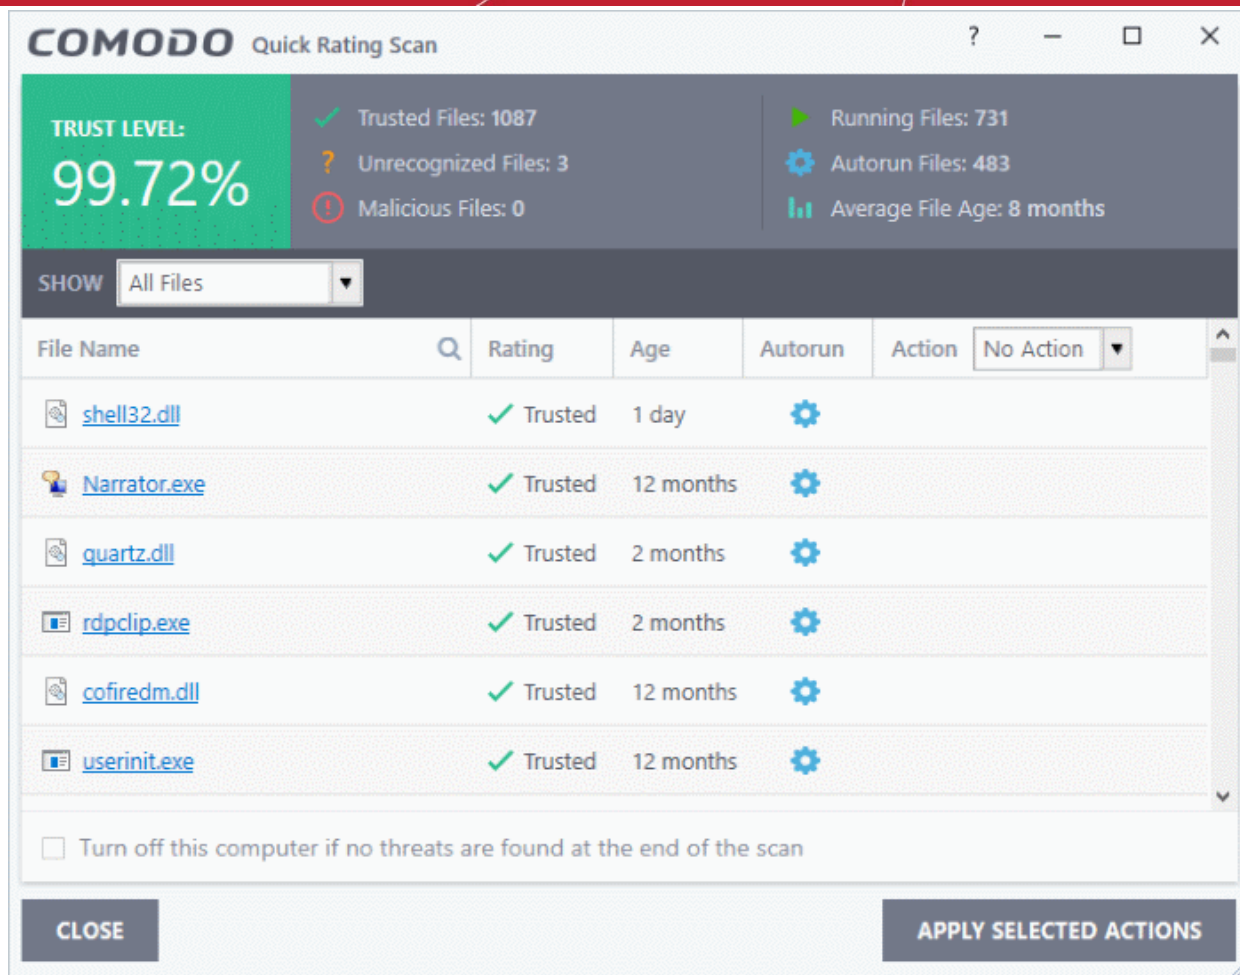 COMODO Quick Rating Scan ?
TRUST LEVEL:
99.72%
Trusted Files: 1087
Unrecognized Files: 3
Malicious Files: 0
Running Files: 731
Autorun Files: 483
Average File Age: 8 months
SHOW All Files
File Name Rating Age Autorun Action No Action
shell32.dll Trusted 1 day
Narrator.exe Trusted 12 months
quartz.dll Trusted 2 months
rdpclip.exe Trusted 2 months
cofiredm.dll Trusted 12 months
userinit.exe Trusted 12 months
Turn off this computer if no threats are found at the end of the scan
CLOSE APPLY SELECTED ACTIONS